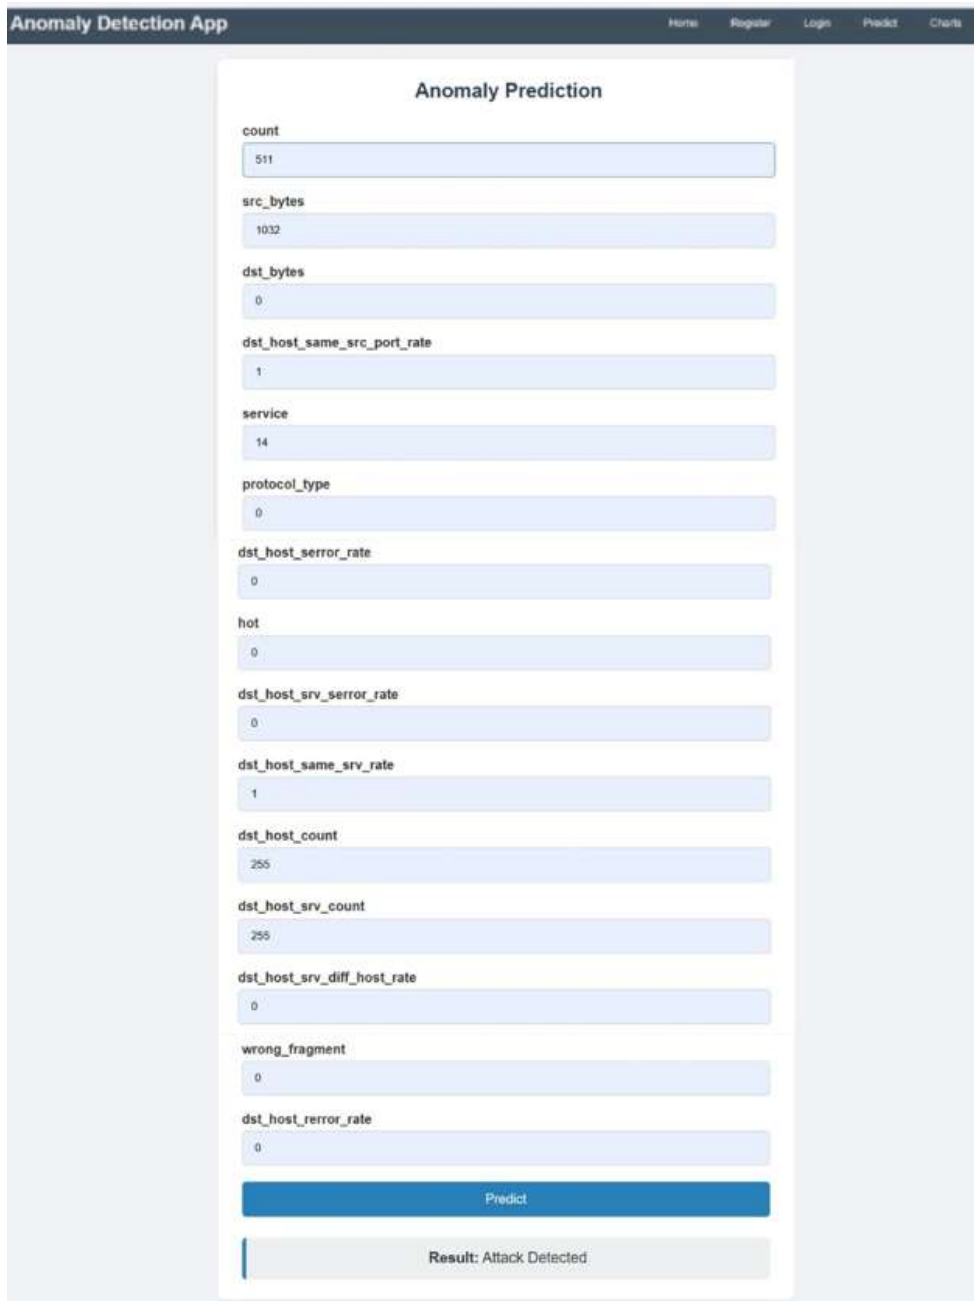 Anomaly Detection App
Home Register Login Predict Charts
Anomaly Prediction
count
511
src_bytes
1032
dst_bytes
0
dst_host_same_src_port_rate
1
service
14
protocol_type
0
dst_host_serror_rate
0
hot
0
dst_host_srv_serror_rate
0
dst_host_same_srv_rate
1
dst_host_count
255
dst_host_srv_count
255
dst_host_srv_diff_host_rate
0
wrong_fragment
0
dst_host_rerror_rate
0
Predict
Result: Attack Detected